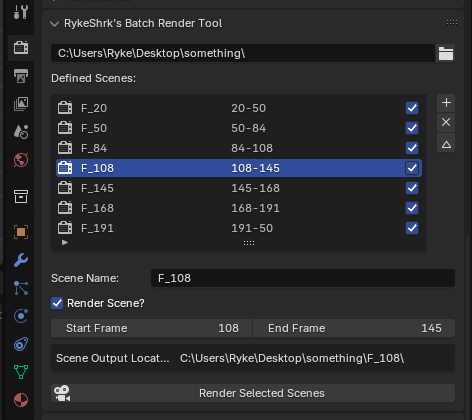 RykeShrk's Batch Render Tool
C:\Users\Ryke\Desktop\something\
Defined Scenes:
F_20 20-50
F_50 50-84
F_84 84-108
F_108 108-145
F_145 145-168
F_168 168-191
F_191 191-50
Scene Name: F_108
Render Scene?
Start Frame 108 End Frame 145
Scene Output Locat... C:\Users\Ryke\Desktop\something\F_108\
Render Selected Scenes